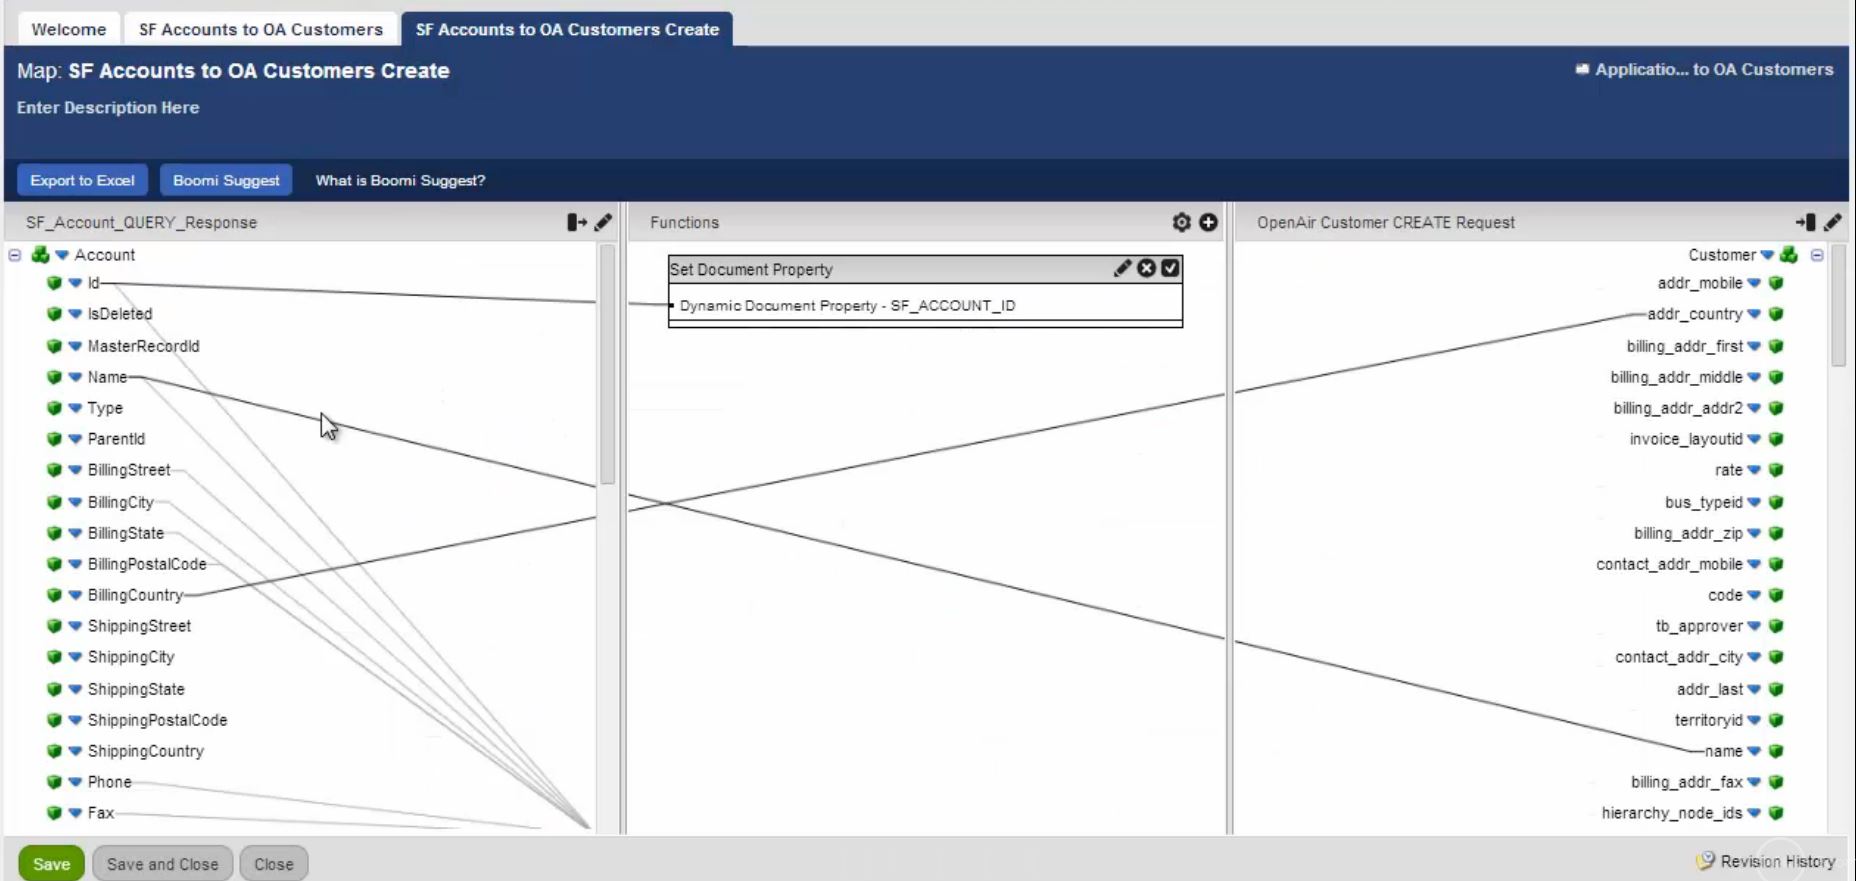 Welcome
SF Accounts to OA Customers
SF Accounts to OA Customers Create
Map: SF Accounts to OA Customers Create
Applicatio... to OA Customers
Enter Description Here
Export to Excel
Boomi Suggest
What is Boomi Suggest?
SF_Account_QUERY_Response
Account
Id
IsDeleted
MasterRecordId
Name
Type
ParentId
BillingStreet
BillingCity
BillingState
BillingPostalCode
BillingCountry
ShippingStreet
ShippingCity
ShippingState
ShippingPostalCode
ShippingCountry
Phone
Fax
Functions
Set Document Property
Dynamic Document Property - SF_ACCOUNT_ID
OpenAir Customer CREATE Request
Customer
addr_mobile
addr_country
billing_addr_first
billing_addr_middle
billing_addr_addr2
invoice_layoutid
rate
bus_typeid
billing_addr_zip
contact_addr_mobile
code
tb_approver
contact_addr_city
addr_last
territoryid
name
billing_addr_fax
hierarchy_node_ids
Save
Save and Close
Close
Revision History